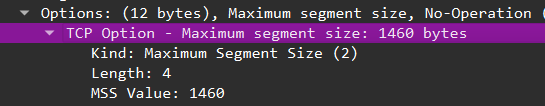 Options: (12 bytes), Maximum segment size, No-Operation (
TCP Option - Maximum segment size: 1460 bytes
Kind: Maximum Segment Size (2)
Length: 4
MSS Value: 1460